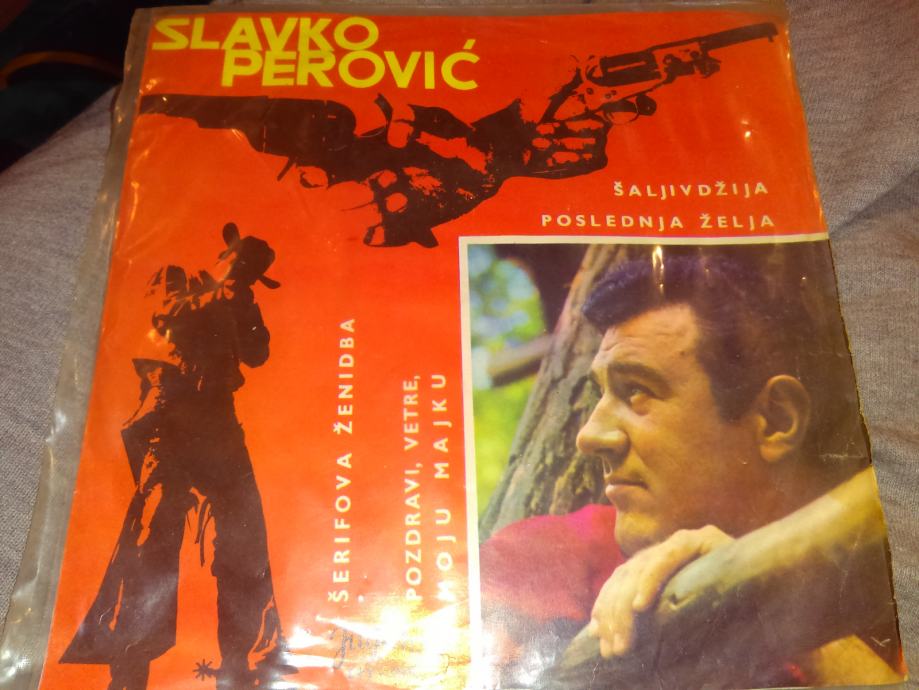 SLAVKO
PEROVIĆ
ŠALJIVDŽIJA
POSLEDNJA ŽELJA
ŠERIFOVA ŽENIDBA
POZDRAVI, VETRE,
MOJU MAJKU